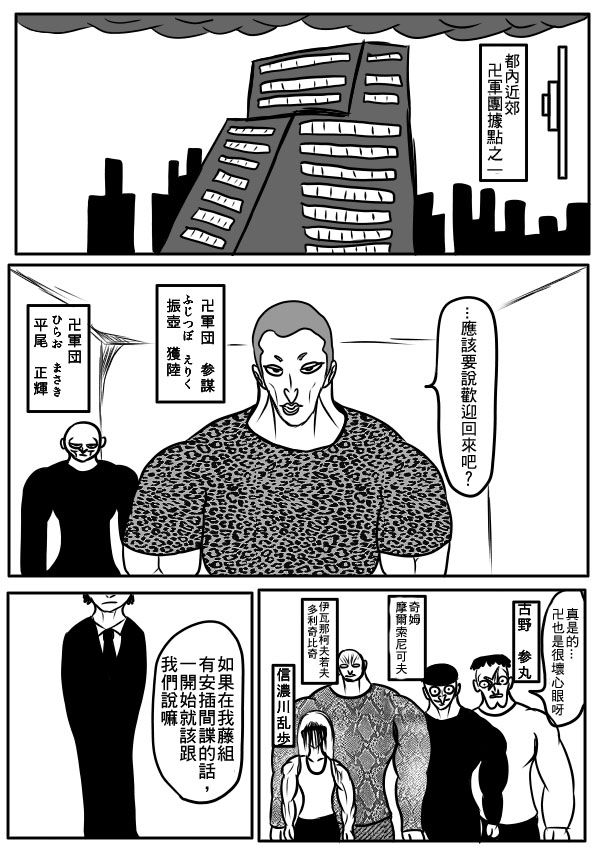 都內近郊
卍軍團據點之一
…應該要說歡迎回來吧？
卍軍団　参謀
ふじつぼ　えりく
振壺　獲陸
卍軍団
ひらお　まさき
平尾　正輝
真是的…
卍也是很壞心眼呀
古野　参丸
奇姆
摩爾索尼可夫
伊瓦那柯夫若夫
多利奇比奇
信濃川乱歩
如果在我藤組
有安插間諜的話，
一開始就該跟
我們說嘛